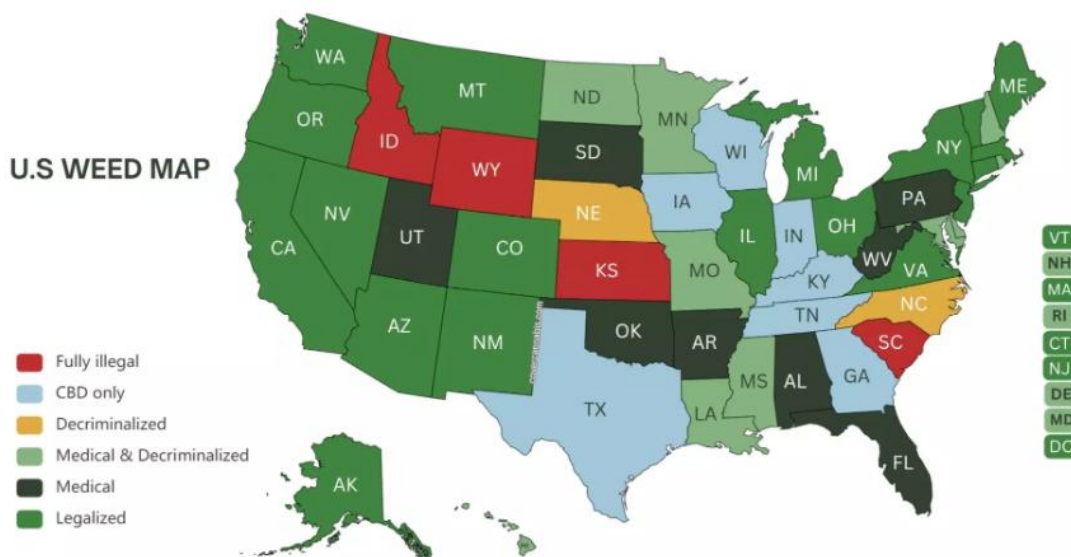 U.S WEED MAP
WA
OR
CA
NV
ID
MT
WY
UT
CO
AZ
NM
ND
SD
NE
KS
OK
TX
MN
IA
MO
AR
LA
WI
IL
MS
MI
IN
KY
TN
AL
OH
GA
FL
SC
NC
VA
WV
PA
NY
ME
AK
Fully illegal
CBD only
Decriminalized
Medical & Decriminalized
Medical
Legalized
VT
NH
MA
RI
CT
NJ
DE
MD
DC